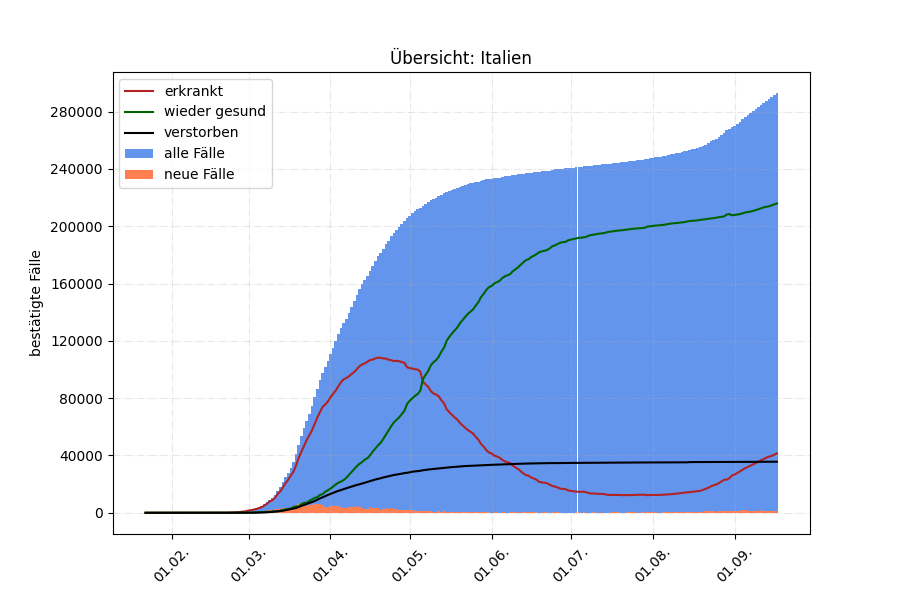 Übersicht: Italien
erkrankt
wieder gesund
verstorben
alle Fälle
neue Fälle
bestätigte Fälle
280000
240000
200000
160000
120000
80000
40000
0
01.02.
01.03.
01.04.
01.05.
01.06.
01.07.
01.08.
01.09.